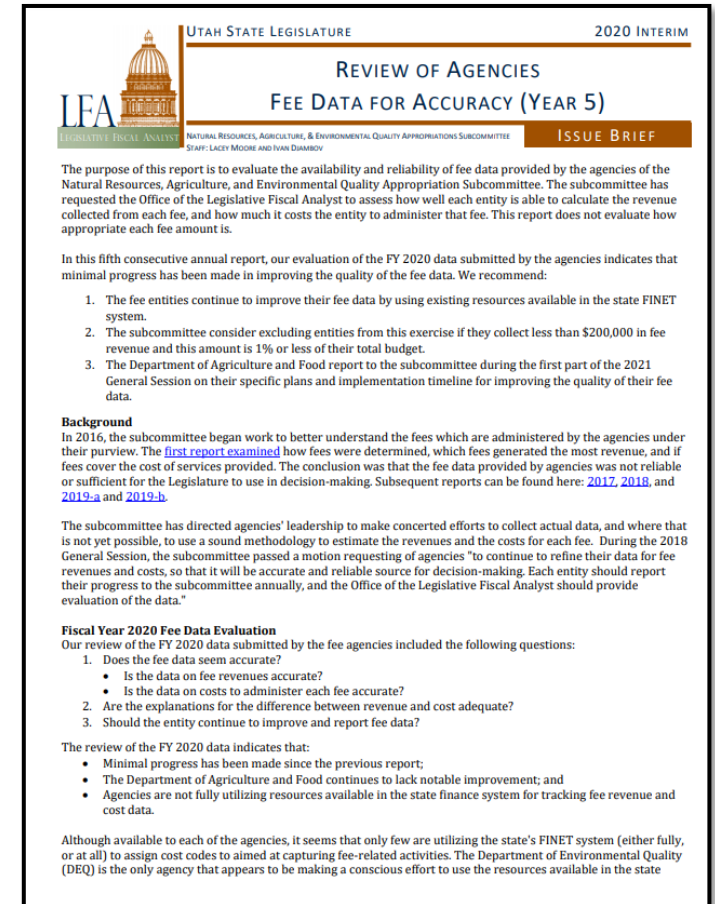 UTAH STATE LEGISLATURE 2020 INTERIM
REVIEW OF AGENCIES
FEE DATA FOR ACCURACY (YEAR 5)
LFA
LEGISLATIVE FISCAL ANALYST
NATURAL RESOURCES, AGRICULTURE, & ENVIRONMENTAL QUALITY APPROPRIATIONS SUBCOMMITTEE
STAFF: LACEY MOORE AND IVAN DJAMBOV
ISSUE BRIEF
The purpose of this report is to evaluate the availability and reliability of fee data provided by the agencies of the
Natural Resources, Agriculture, and Environmental Quality Appropriation Subcommittee. The subcommittee has
requested the Office of the Legislative Fiscal Analyst to assess how well each entity is able to calculate the revenue
collected from each fee, and how much it costs the entity to administer that fee. This report does not evaluate how
appropriate each fee amount is.
In this fifth consecutive annual report, our evaluation of the FY 2020 data submitted by the agencies indicates that
minimal progress has been made in improving the quality of the fee data. We recommend:
1. The fee entities continue to improve their fee data by using existing resources available in the state FINET
system.
2. The subcommittee consider excluding entities from this exercise if they collect less than $200,000 in fee
revenue and this amount is 1% or less of their total budget.
3. The Department of Agriculture and Food report to the subcommittee during the first part of the 2021
General Session on their specific plans and implementation timeline for improving the quality of their fee
data.
Background
In 2016, the subcommittee began work to better understand the fees which are administered by the agencies under
their purview. The first report examined how fees were determined, which fees generated the most revenue, and if
fees cover the cost of services provided. The conclusion was that the fee data provided by agencies was not reliable
or sufficient for the Legislature to use in decision-making. Subsequent reports can be found here: 2017, 2018, and
2019-a and 2019-b.
The subcommittee has directed agencies' leadership to make concerted efforts to collect actual data, and where that
is not yet possible, to use a sound methodology to estimate the revenues and the costs for each fee. During the 2018
General Session, the subcommittee passed a motion requesting of agencies "to continue to refine their data for fee
revenues and costs, so that it will be accurate and reliable source for decision-making. Each entity should report
their progress to the subcommittee annually, and the Office of the Legislative Fiscal Analyst should provide
evaluation of the data."
Fiscal Year 2020 Fee Data Evaluation
Our review of the FY 2020 data submitted by the fee agencies included the following questions:
1. Does the fee data seem accurate?
• Is the data on fee revenues accurate?
• Is the data on costs to administer each fee accurate?
2. Are the explanations for the difference between revenue and cost adequate?
3. Should the entity continue to improve and report fee data?
The review of the FY 2020 data indicates that:
• Minimal progress has been made since the previous report;
• The Department of Agriculture and Food continues to lack notable improvement; and
• Agencies are not fully utilizing resources available in the state finance system for tracking fee revenue and
cost data.
Although available to each of the agencies, it seems that only few are utilizing the state's FINET system (either fully,
or at all) to assign cost codes to aimed at capturing fee-related activities. The Department of Environmental Quality
(DEQ) is the only agency that appears to be making a conscious effort to use the resources available in the state